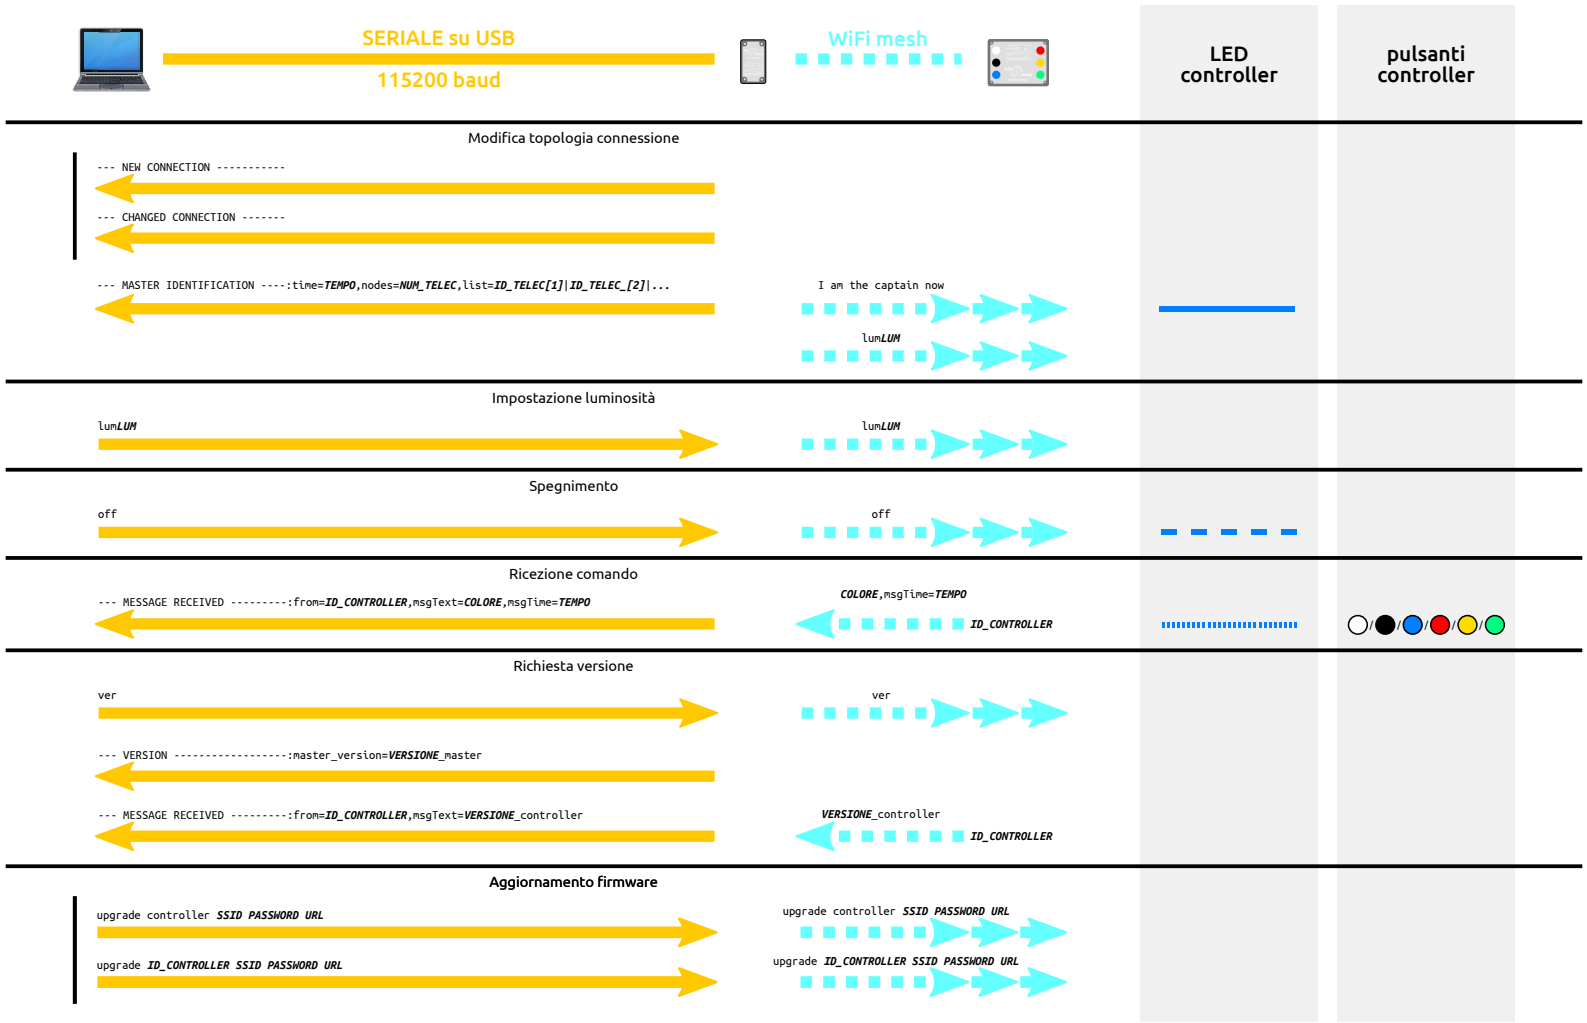 SERIALE su USB
115200 baud
WiFi mesh
LED
controller
pulsanti
controller
Modifica topologia connessione
--- NEW CONNECTION -----------
--- CHANGED CONNECTION -------
--- MASTER IDENTIFICATION ----:time=TEMPO,nodes=NUM_TELEC,list=ID_TELEC[1]|ID_TELEC_[2]|...
I am the captain now
lumLUM
Impostazione luminosità
lumLUM
lumLUM
Spegnimento
off
off
Ricezione comando
--- MESSAGE RECEIVED ---------:from=ID_CONTROLLER,msgText=COLORE,msgTime=TEMPO
COLORE,msgTime=TEMPO
ID_CONTROLLER
/ / / / /
Richiesta versione
ver
ver
--- VERSION ------------------:master_version=VERSIONE_master
--- MESSAGE RECEIVED ---------:from=ID_CONTROLLER,msgText=VERSIONE_controller
VERSIONE_controller
ID_CONTROLLER
Aggiornamento firmware
upgrade controller SSID PASSWORD URL
upgrade controller SSID PASSWORD URL
upgrade ID_CONTROLLER SSID PASSWORD URL
upgrade ID_CONTROLLER SSID PASSWORD URL